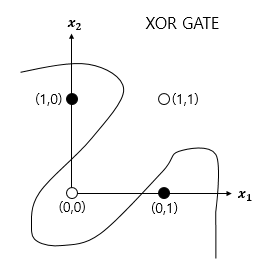 x₂ XOR GATE
(1,0) (1,1)
x₁
(0,0) (0,1)